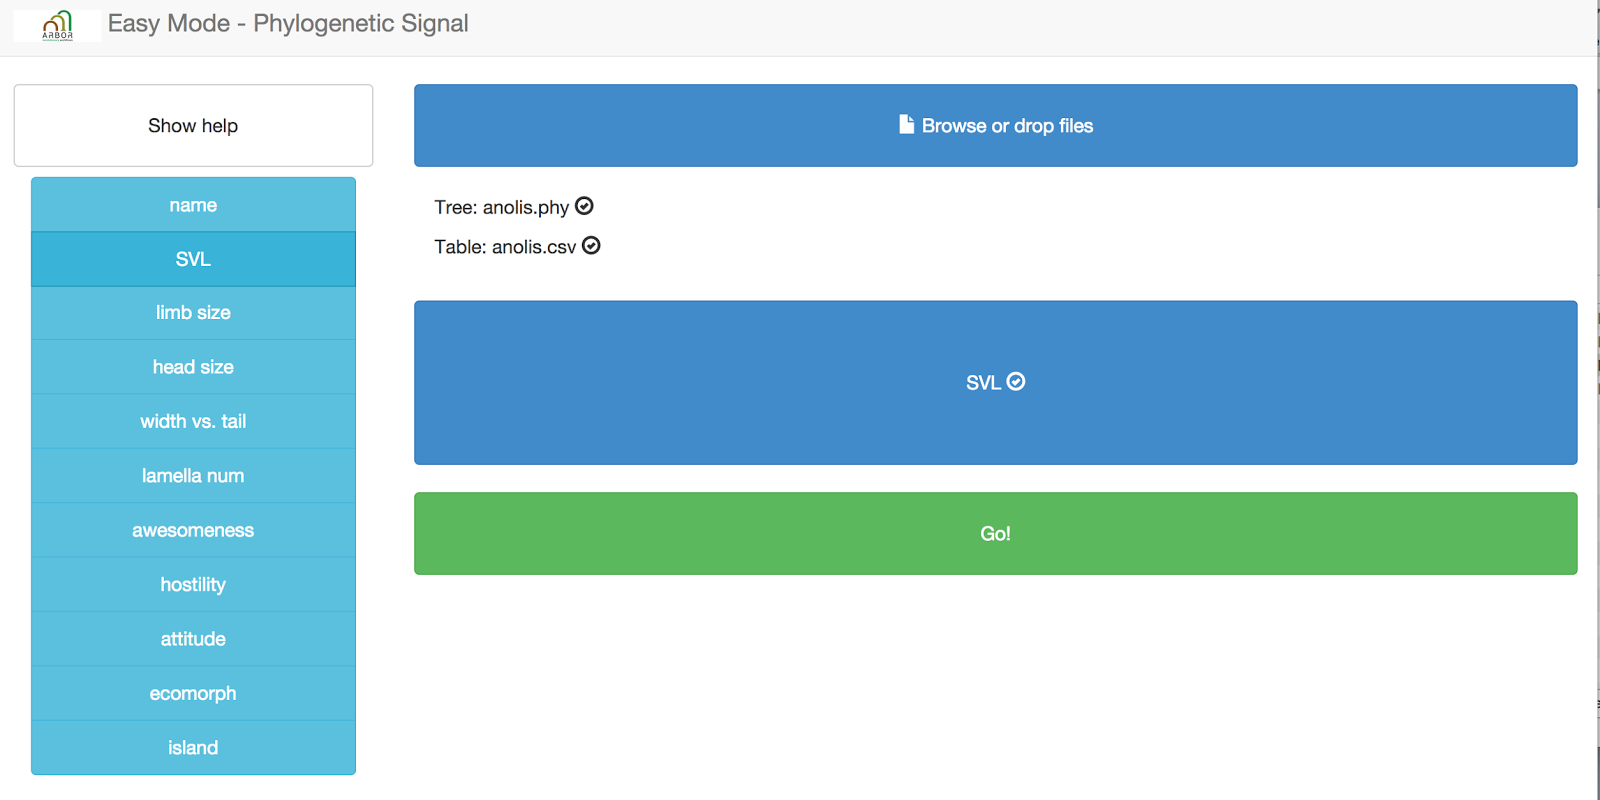 ARBOR
Easy Mode - Phylogenetic Signal
Show help
name
SVL
limb size
head size
width vs. tail
lamella num
awesomeness
hostility
attitude
ecomorph
island
Browse or drop files
Tree: anolis.phy
Table: anolis.csv
SVL
Go!